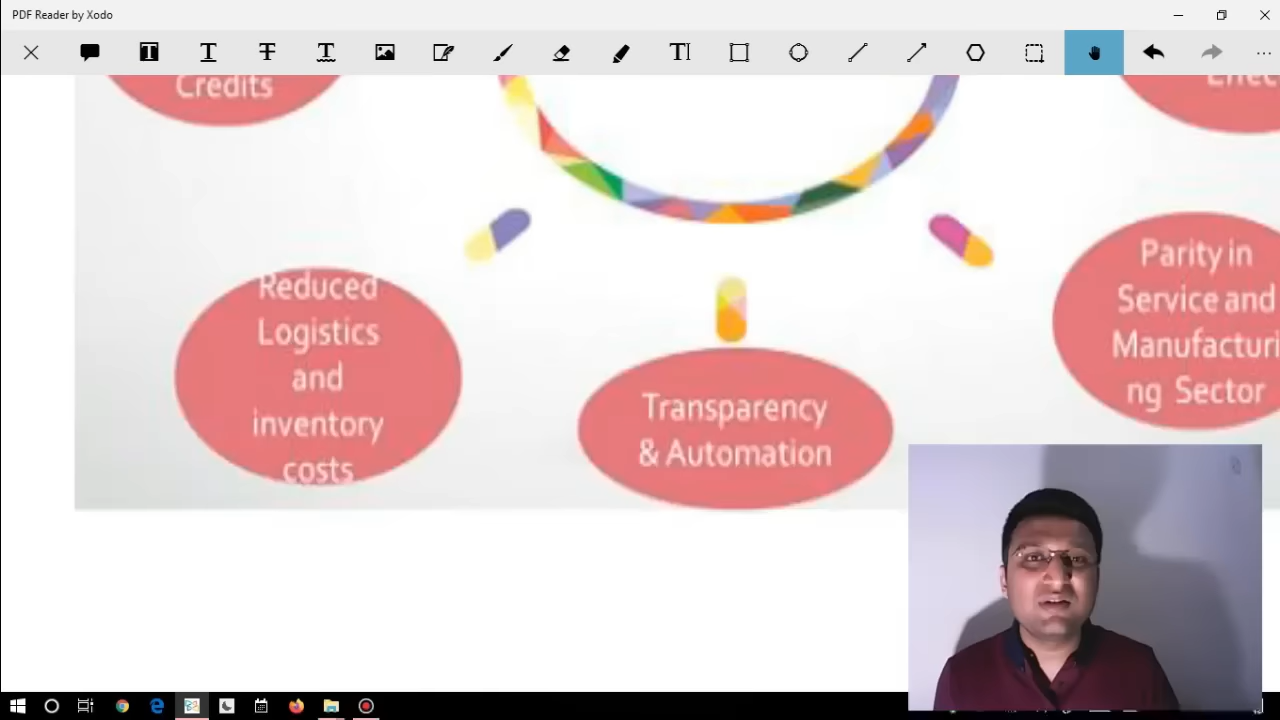 PDF Reader by Xodo
Credits
Reduced
Logistics
and
inventory
costs
Transparency
& Automation
Parity in
Service and
Manufacturi
ng Sector